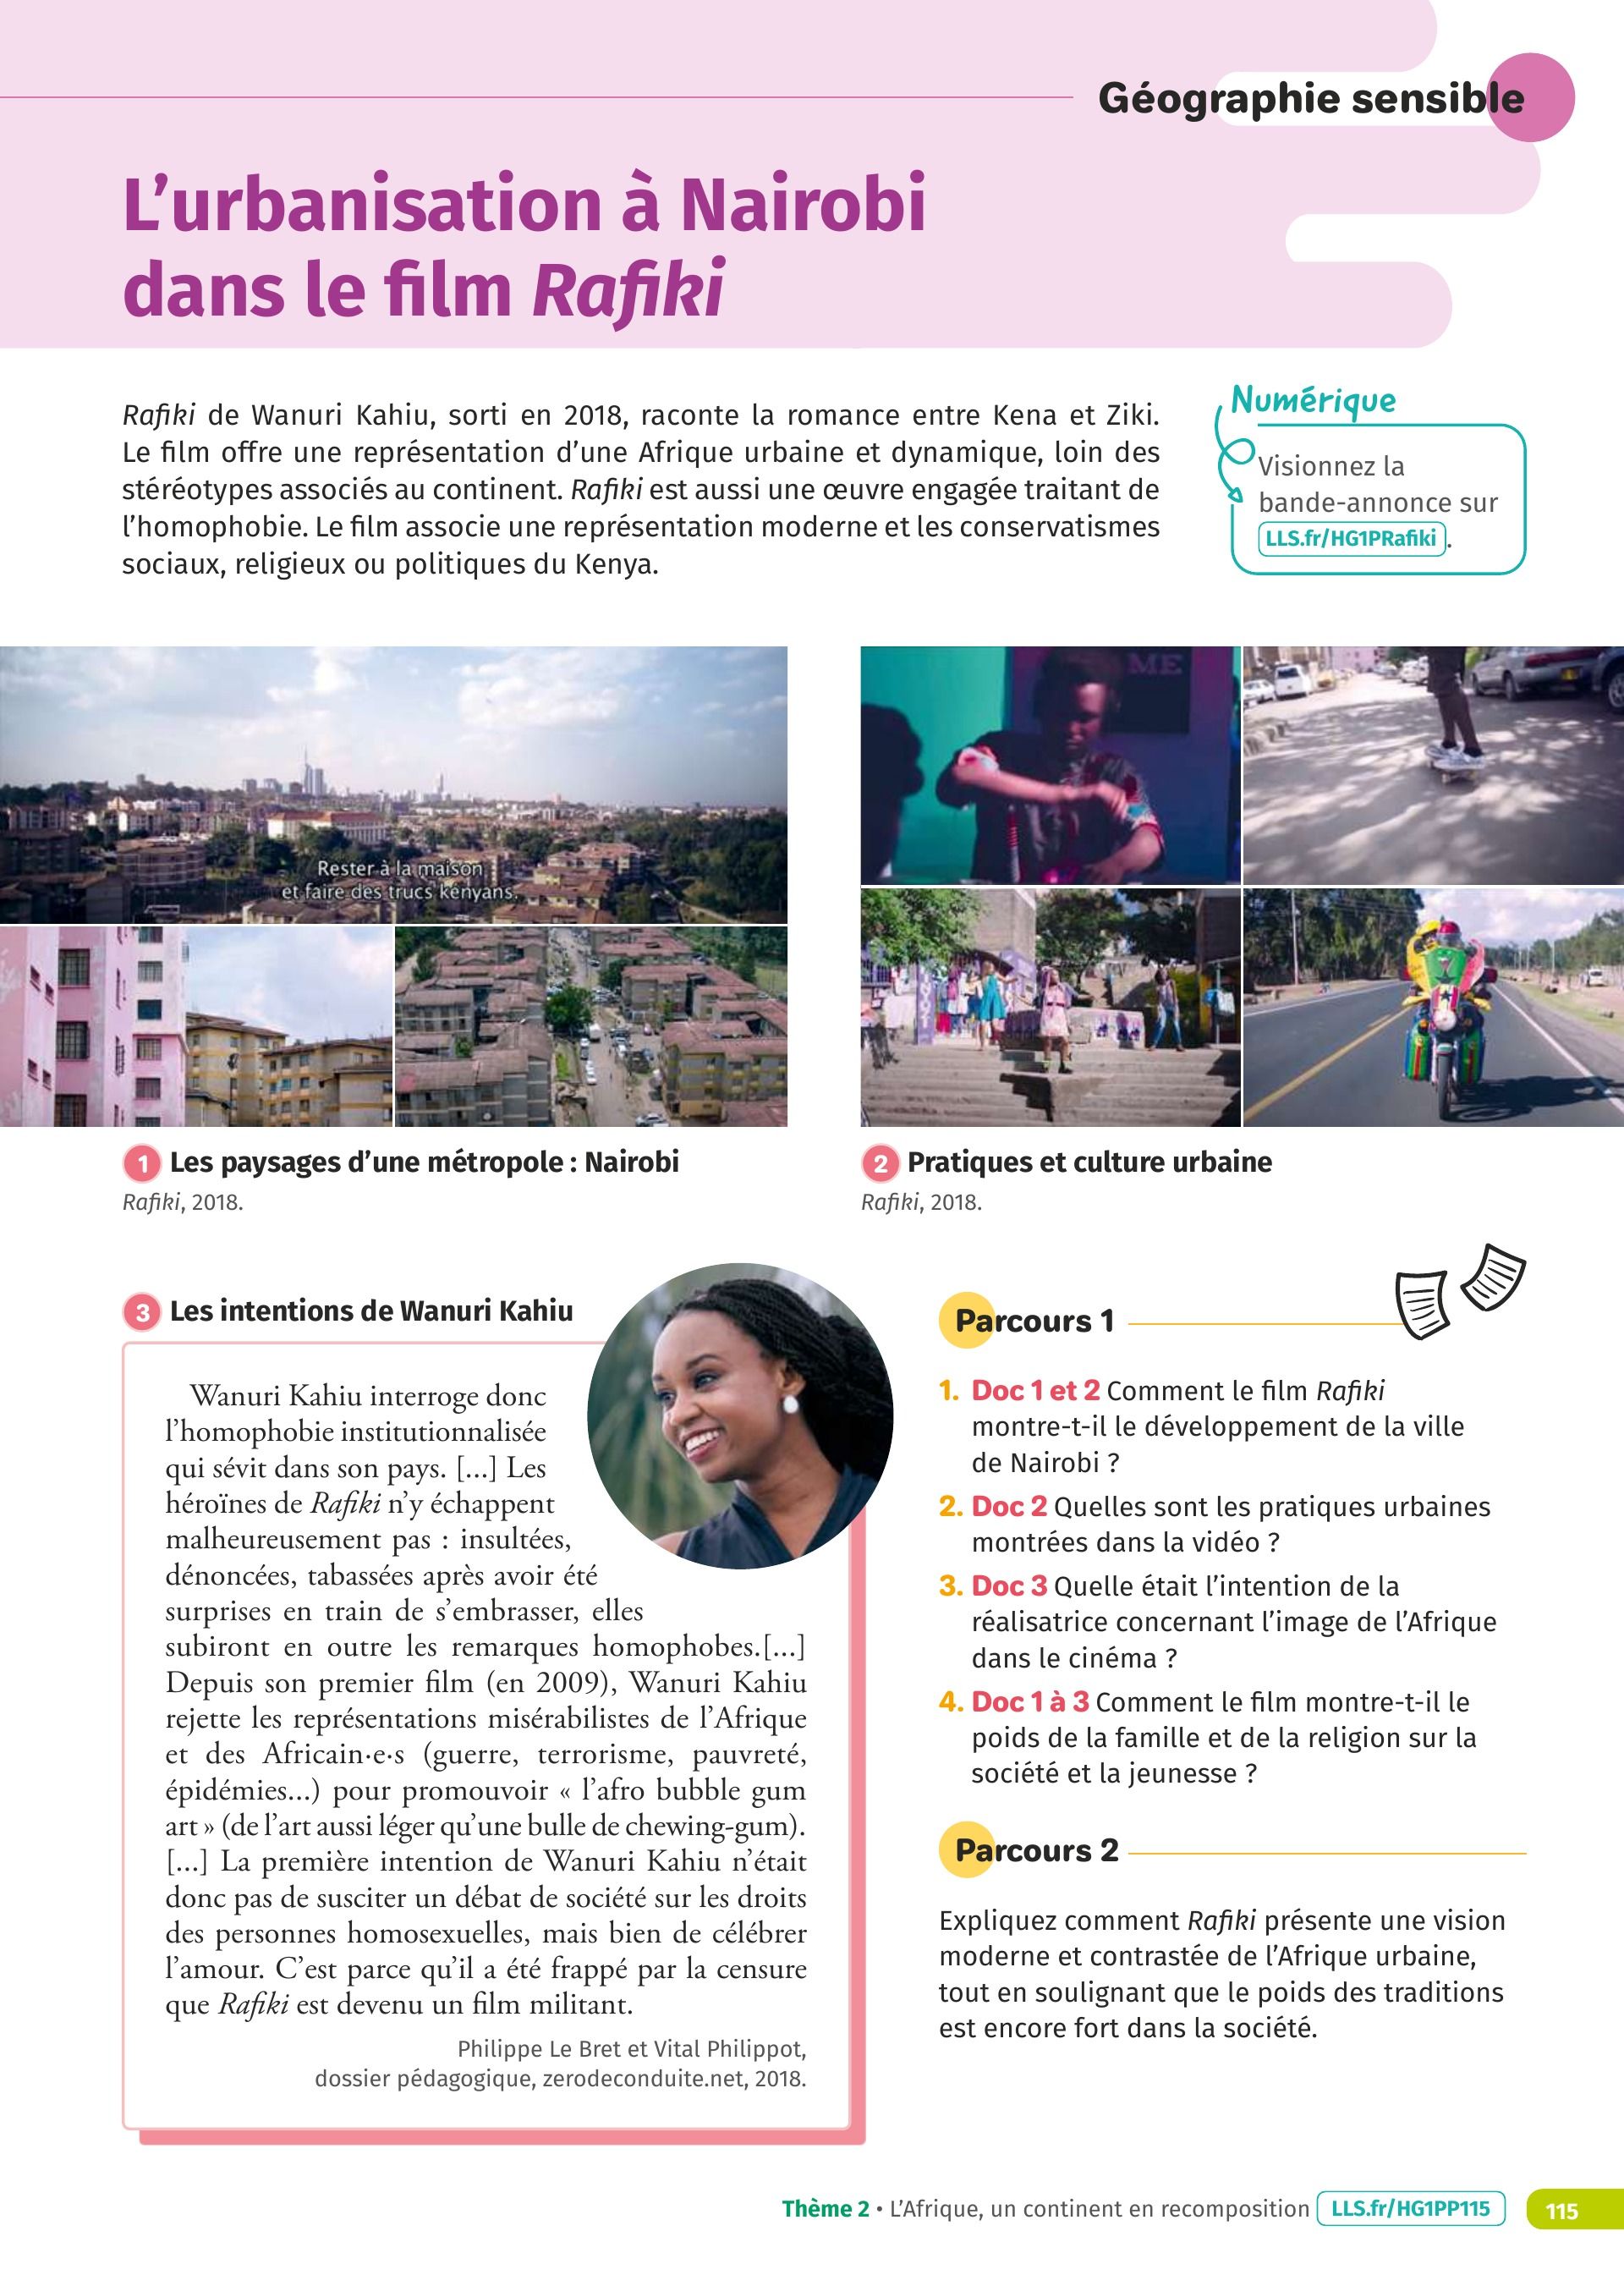 Géographie sensible
L’urbanisation à Nairobi
dans le film Rafiki
Rafiki de Wanuri Kahiu, sorti en 2018, raconte la romance entre Kena et Ziki.
Le film offre une représentation d’une Afrique urbaine et dynamique, loin des
stéréotypes associés au continent. Rafiki est aussi une œuvre engagée traitant de
l’homophobie. Le film associe une représentation moderne et les conservatismes
sociaux, religieux ou politiques du Kenya.
Numérique
Visionnez la
bande-annonce sur
LLS.fr/HG1PRafiki.
Rester à la maison
et faire des trucs kényans.
ME
1 Les paysages d’une métropole : Nairobi
Rafiki, 2018.
2 Pratiques et culture urbaine
Rafiki, 2018.
3 Les intentions de Wanuri Kahiu
Wanuri Kahiu interroge donc
l’homophobie institutionnalisée
qui sévit dans son pays. [...] Les
héroïnes de Rafiki n’y échappent
malheureusement pas : insultées,
dénoncées, tabassées après avoir été
surprises en train de s’embrasser, elles
subiront en outre les remarques homophobes.[...]
Depuis son premier film (en 2009), Wanuri Kahiu
rejette les représentations misérabilistes de l’Afrique
et des Africain·e·s (guerre, terrorisme, pauvreté,
épidémies...) pour promouvoir « l’afro bubble gum
art » (de l’art aussi léger qu’une bulle de chewing-gum).
[...] La première intention de Wanuri Kahiu n’était
donc pas de susciter un débat de société sur les droits
des personnes homosexuelles, mais bien de célébrer
l’amour. C’est parce qu’il a été frappé par la censure
que Rafiki est devenu un film militant.
Philippe Le Bret et Vital Philippot,
dossier pédagogique, zerodeconduite.net, 2018.
Parcours 1
1. Doc 1 et 2 Comment le film Rafiki
montre-t-il le développement de la ville
de Nairobi ?
2. Doc 2 Quelles sont les pratiques urbaines
montrées dans la vidéo ?
3. Doc 3 Quelle était l’intention de la
réalisatrice concernant l’image de l’Afrique
dans le cinéma ?
4. Doc 1 à 3 Comment le film montre-t-il le
poids de la famille et de la religion sur la
société et la jeunesse ?
Parcours 2
Expliquez comment Rafiki présente une vision
moderne et contrastée de l’Afrique urbaine,
tout en soulignant que le poids des traditions
est encore fort dans la société.
Thème 2 • L’Afrique, un continent en recomposition LLS.fr/HG1PP115 115